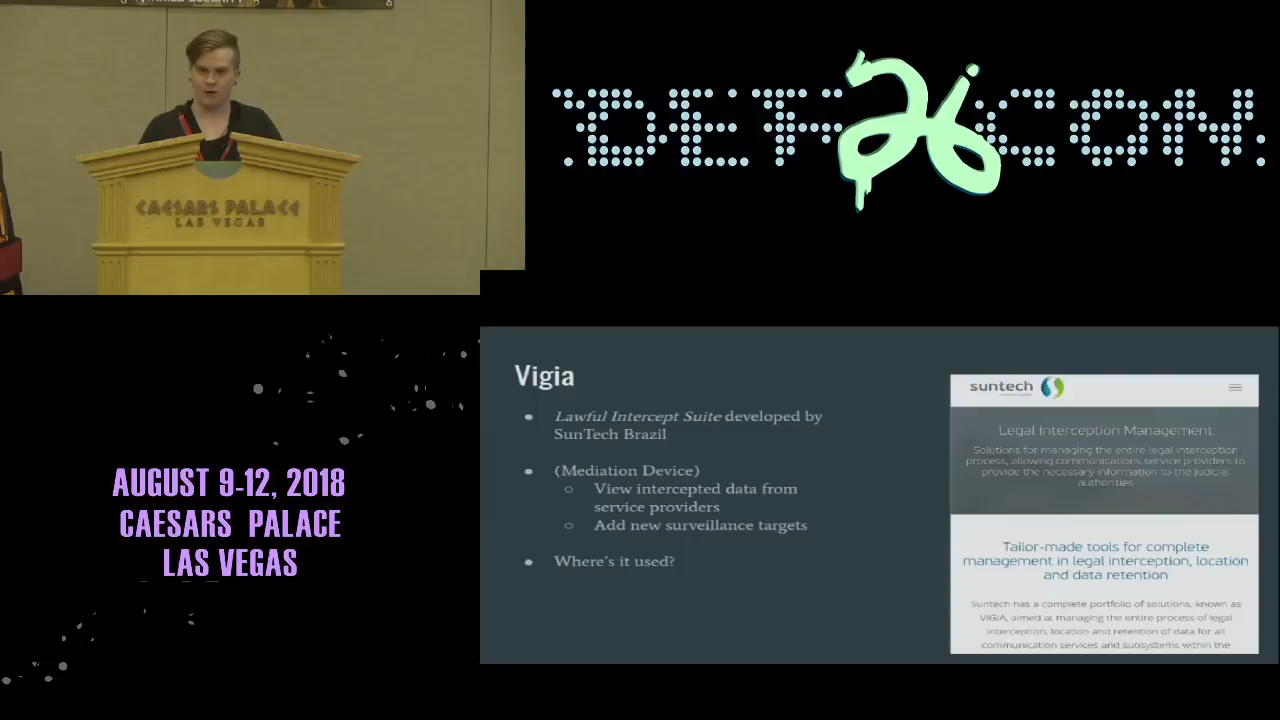 CAESARS PALACE
LAS VEGAS
DEF 26 CON
AUGUST 9-12, 2018
CAESARS PALACE
LAS VEGAS
Vigia
Lawful Intercept Suite developed by
SunTech Brazil
(Mediation Device)
View intercepted data from
service providers
Add new surveillance targets
Where's it used?
suntech
Legal Interception Management
Solutions for managing the entire legal interception
process, allowing communications service providers to
provide the necessary information to the judicial
authorities
Tailor-made tools for complete
management in legal interception, location
and data retention
Suntech has a complete portfolio of solutions, known as
VIGIA, aimed at managing the entire process of legal
interception, location and retention of data for all
communication services and subsystems within the